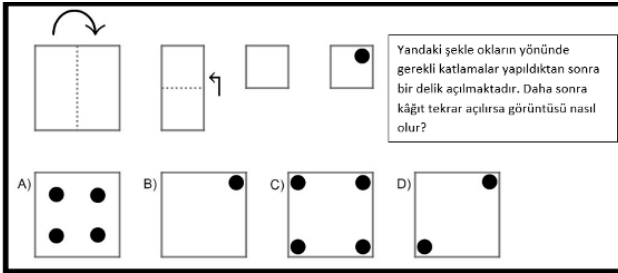 Yandaki şekle okların yönünde
gerekli katlamalar yapıldıktan sonra
bir delik açılmaktadır. Daha sonra
kâğıt tekrar açılırsa görüntüsü nasıl
olur?
A) B) C) D)